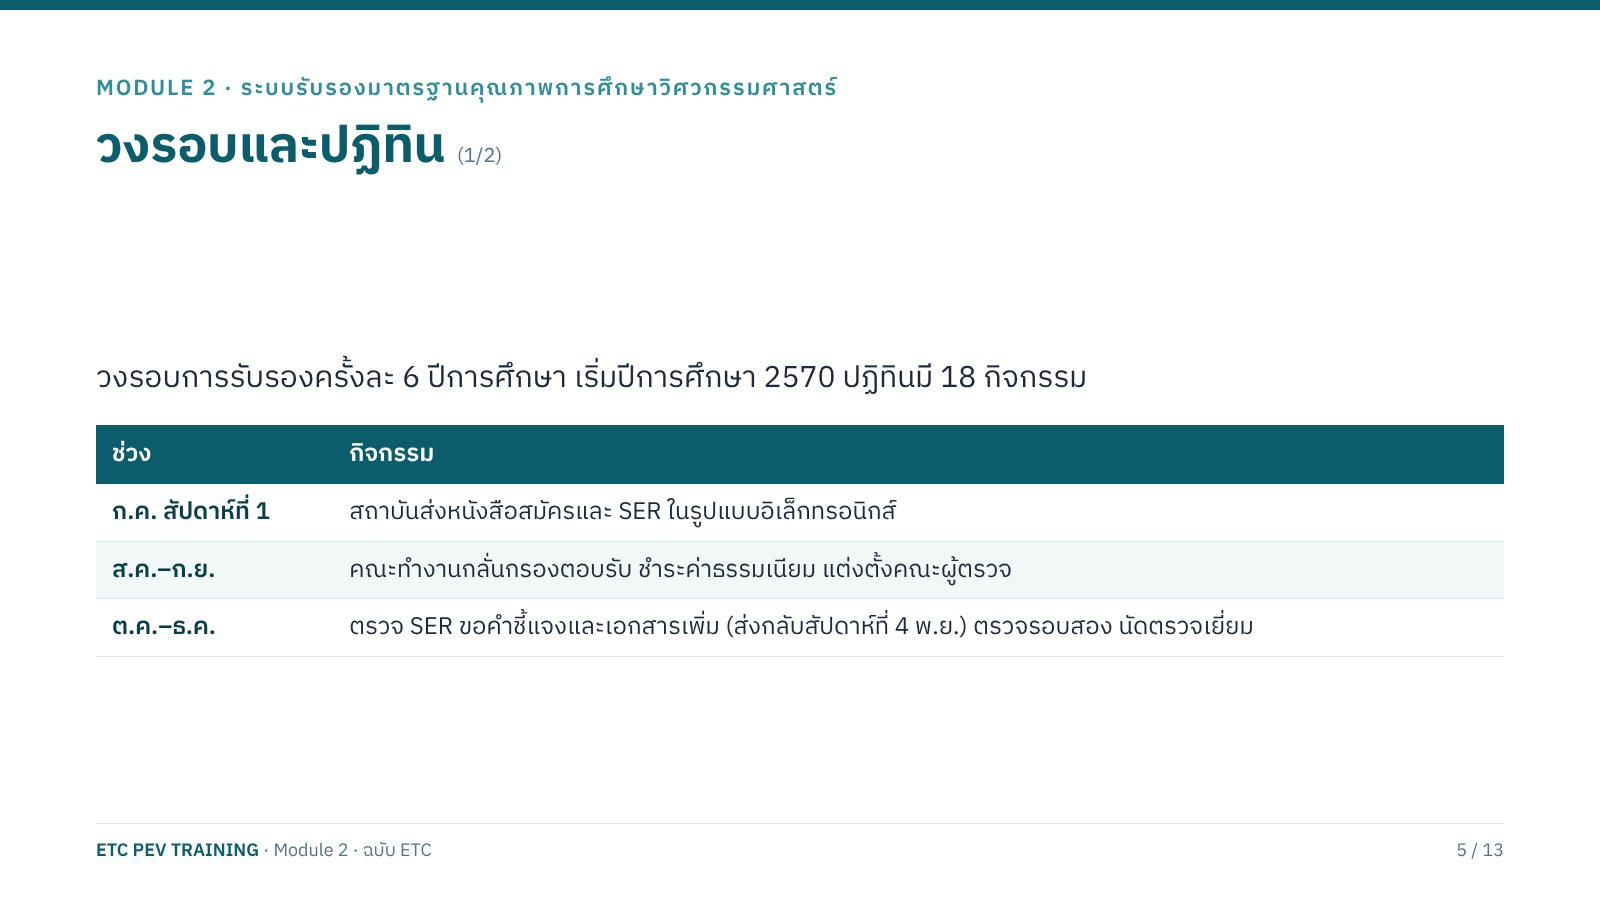 MODULE 2 · ระบบรับรองมาตรฐานคุณภาพการศึกษาวิศวกรรมศาสตร์
วงรอบและปฏิทิน (1/2)
วงรอบการรับรองครั้งละ 6 ปีการศึกษา เริ่มปีการศึกษา 2570 ปฏิทินมี 18 กิจกรรม
ช่วง กิจกรรม
ก.ค. สัปดาห์ที่ 1 สถาบันส่งหนังสือสมัครและ SER ในรูปแบบอิเล็กทรอนิกส์
ส.ค.–ก.ย. คณะทำงานกลั่นกรองตอบรับ ชำระค่าธรรมเนียม แต่งตั้งคณะผู้ตรวจ
ต.ค.–ธ.ค. ตรวจ SER ขอคำชี้แจงและเอกสารเพิ่ม (ส่งกลับสัปดาห์ที่ 4 พ.ย.) ตรวจรอบสอง นัดตรวจเยี่ยม
ETC PEV TRAINING · Module 2 · ฉบับ ETC 5 / 13